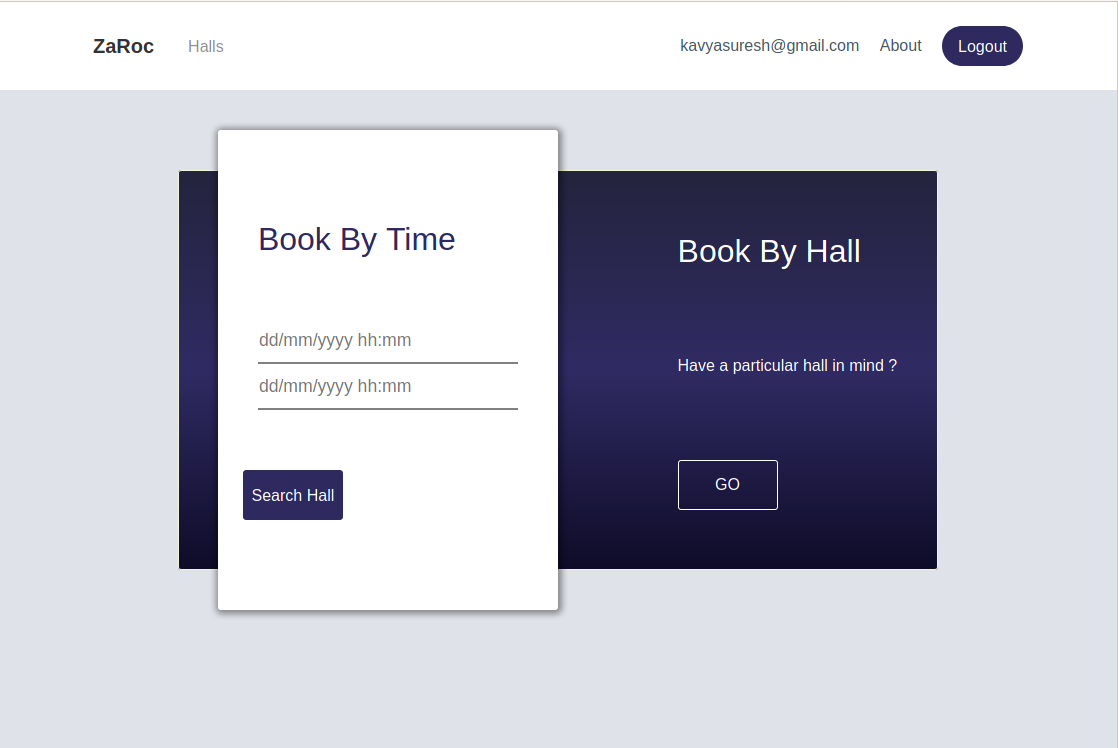 ZaRoc Halls kavyasuresh@gmail.com About Logout
Book By Time
dd/mm/yyyy hh:mm
dd/mm/yyyy hh:mm
Search Hall
Book By Hall
Have a particular hall in mind ?
GO